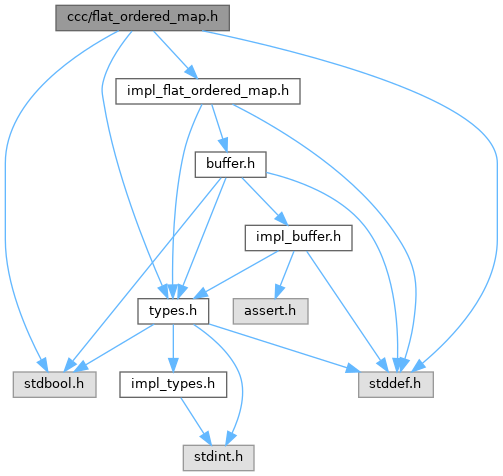 ccc/flat_ordered_map.h
impl_flat_ordered_map.h
buffer.h
impl_buffer.h
types.h
assert.h
stdbool.h
impl_types.h
stddef.h
stdint.h